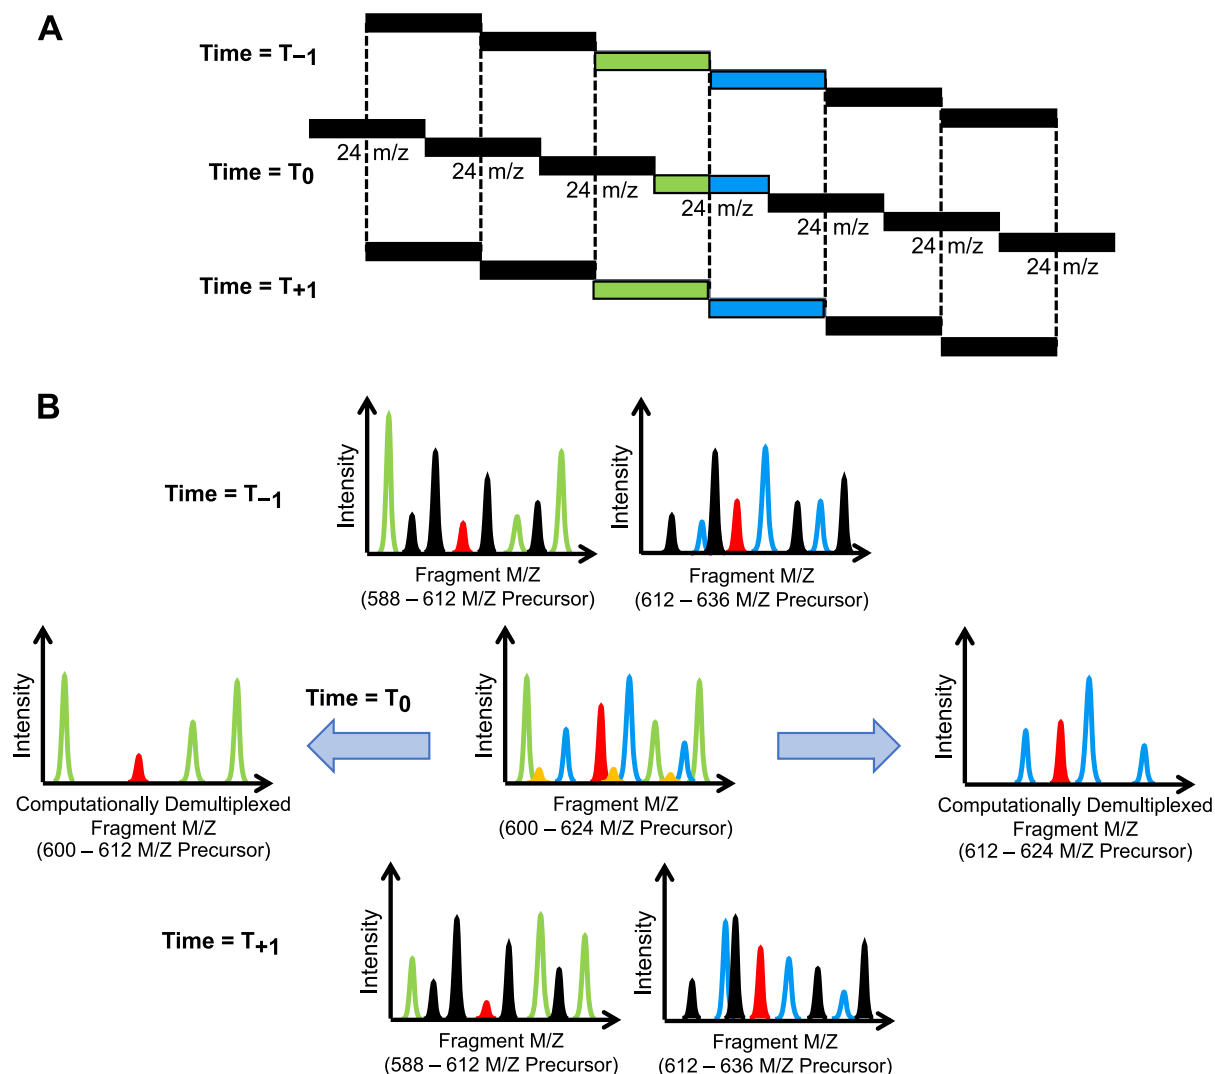 A
Time = T–1
24 m/z
24 m/z
Time = T0
24 m/z
24 m/z
24 m/z
24 m/z
24 m/z
Time = T+1
B
Time = T–1
Intensity
Fragment M/Z
(588 – 612 M/Z Precursor)
Intensity
Fragment M/Z
(612 – 636 M/Z Precursor)
Time = T0
Intensity
Computationally Demultiplexed
Fragment M/Z
(600 – 612 M/Z Precursor)
Intensity
Fragment M/Z
(600 – 624 M/Z Precursor)
Intensity
Computationally Demultiplexed
Fragment M/Z
(612 – 624 M/Z Precursor)
Time = T+1
Intensity
Fragment M/Z
(588 – 612 M/Z Precursor)
Intensity
Fragment M/Z
(612 – 636 M/Z Precursor)